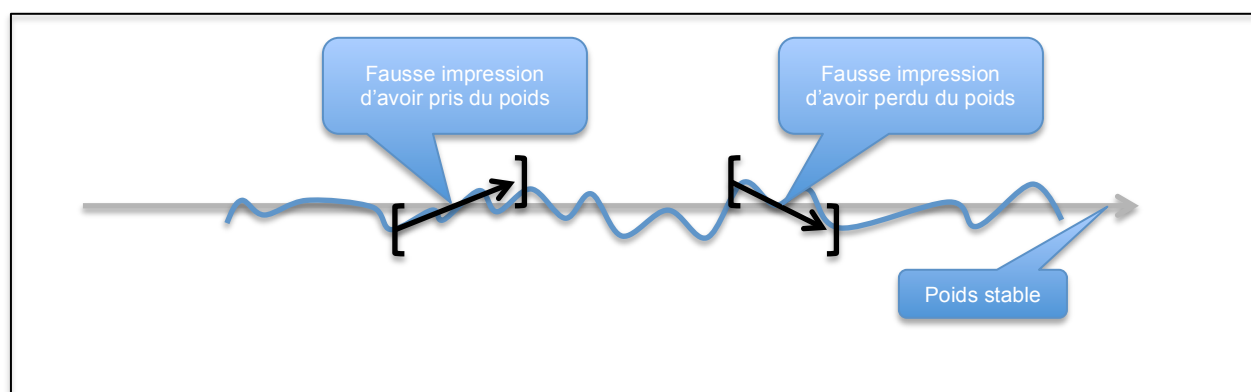 Fausse impression
d’avoir pris du poids
Fausse impression
d’avoir perdu du poids
Poids stable